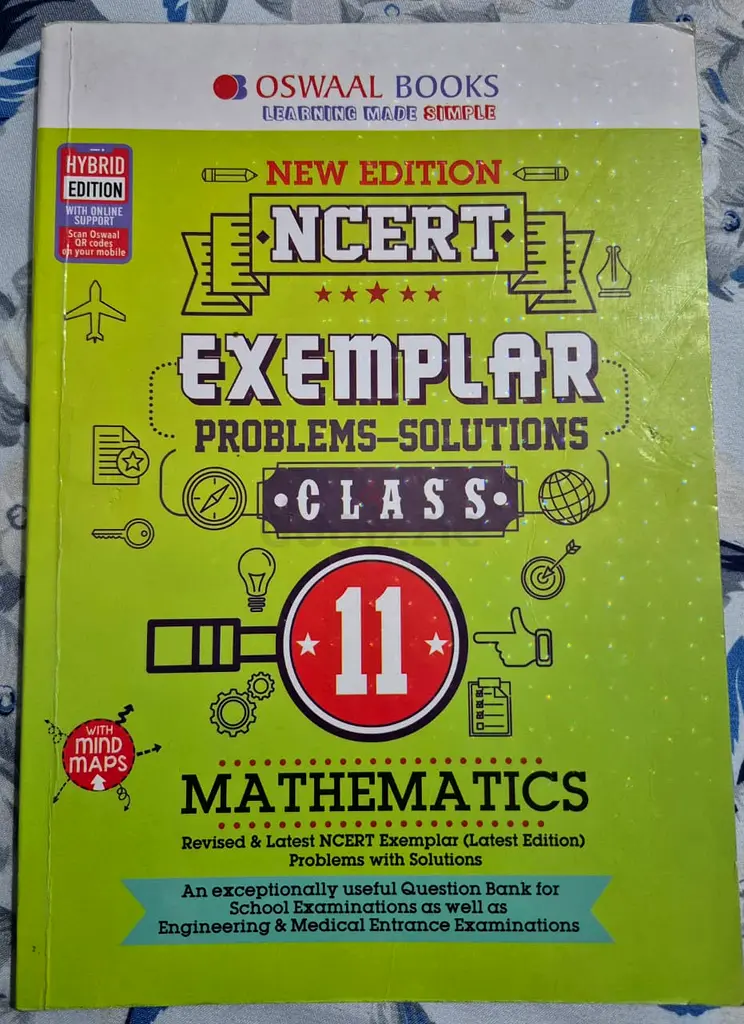 OSWAAL BOOKS
LEARNING MADE SIMPLE
HYBRID
EDITION
WITH ONLINE
SUPPORT
Scan Oswaal
QR codes
on your mobile
NEW EDITION
NCERT
EXEMPLAR
PROBLEMS–SOLUTIONS
CLASS
11
WITH
MIND
MAPS
MATHEMATICS
Revised & Latest NCERT Exemplar (Latest Edition)
Problems with Solutions
An exceptionally useful Question Bank for
School Examinations as well as
Engineering & Medical Entrance Examinations